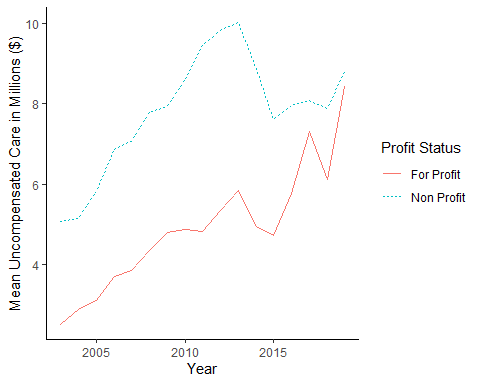 Mean Uncompensated Care in Millions ($)
10
8
6
4
2005
2010
2015
Year
Profit Status
For Profit
Non Profit